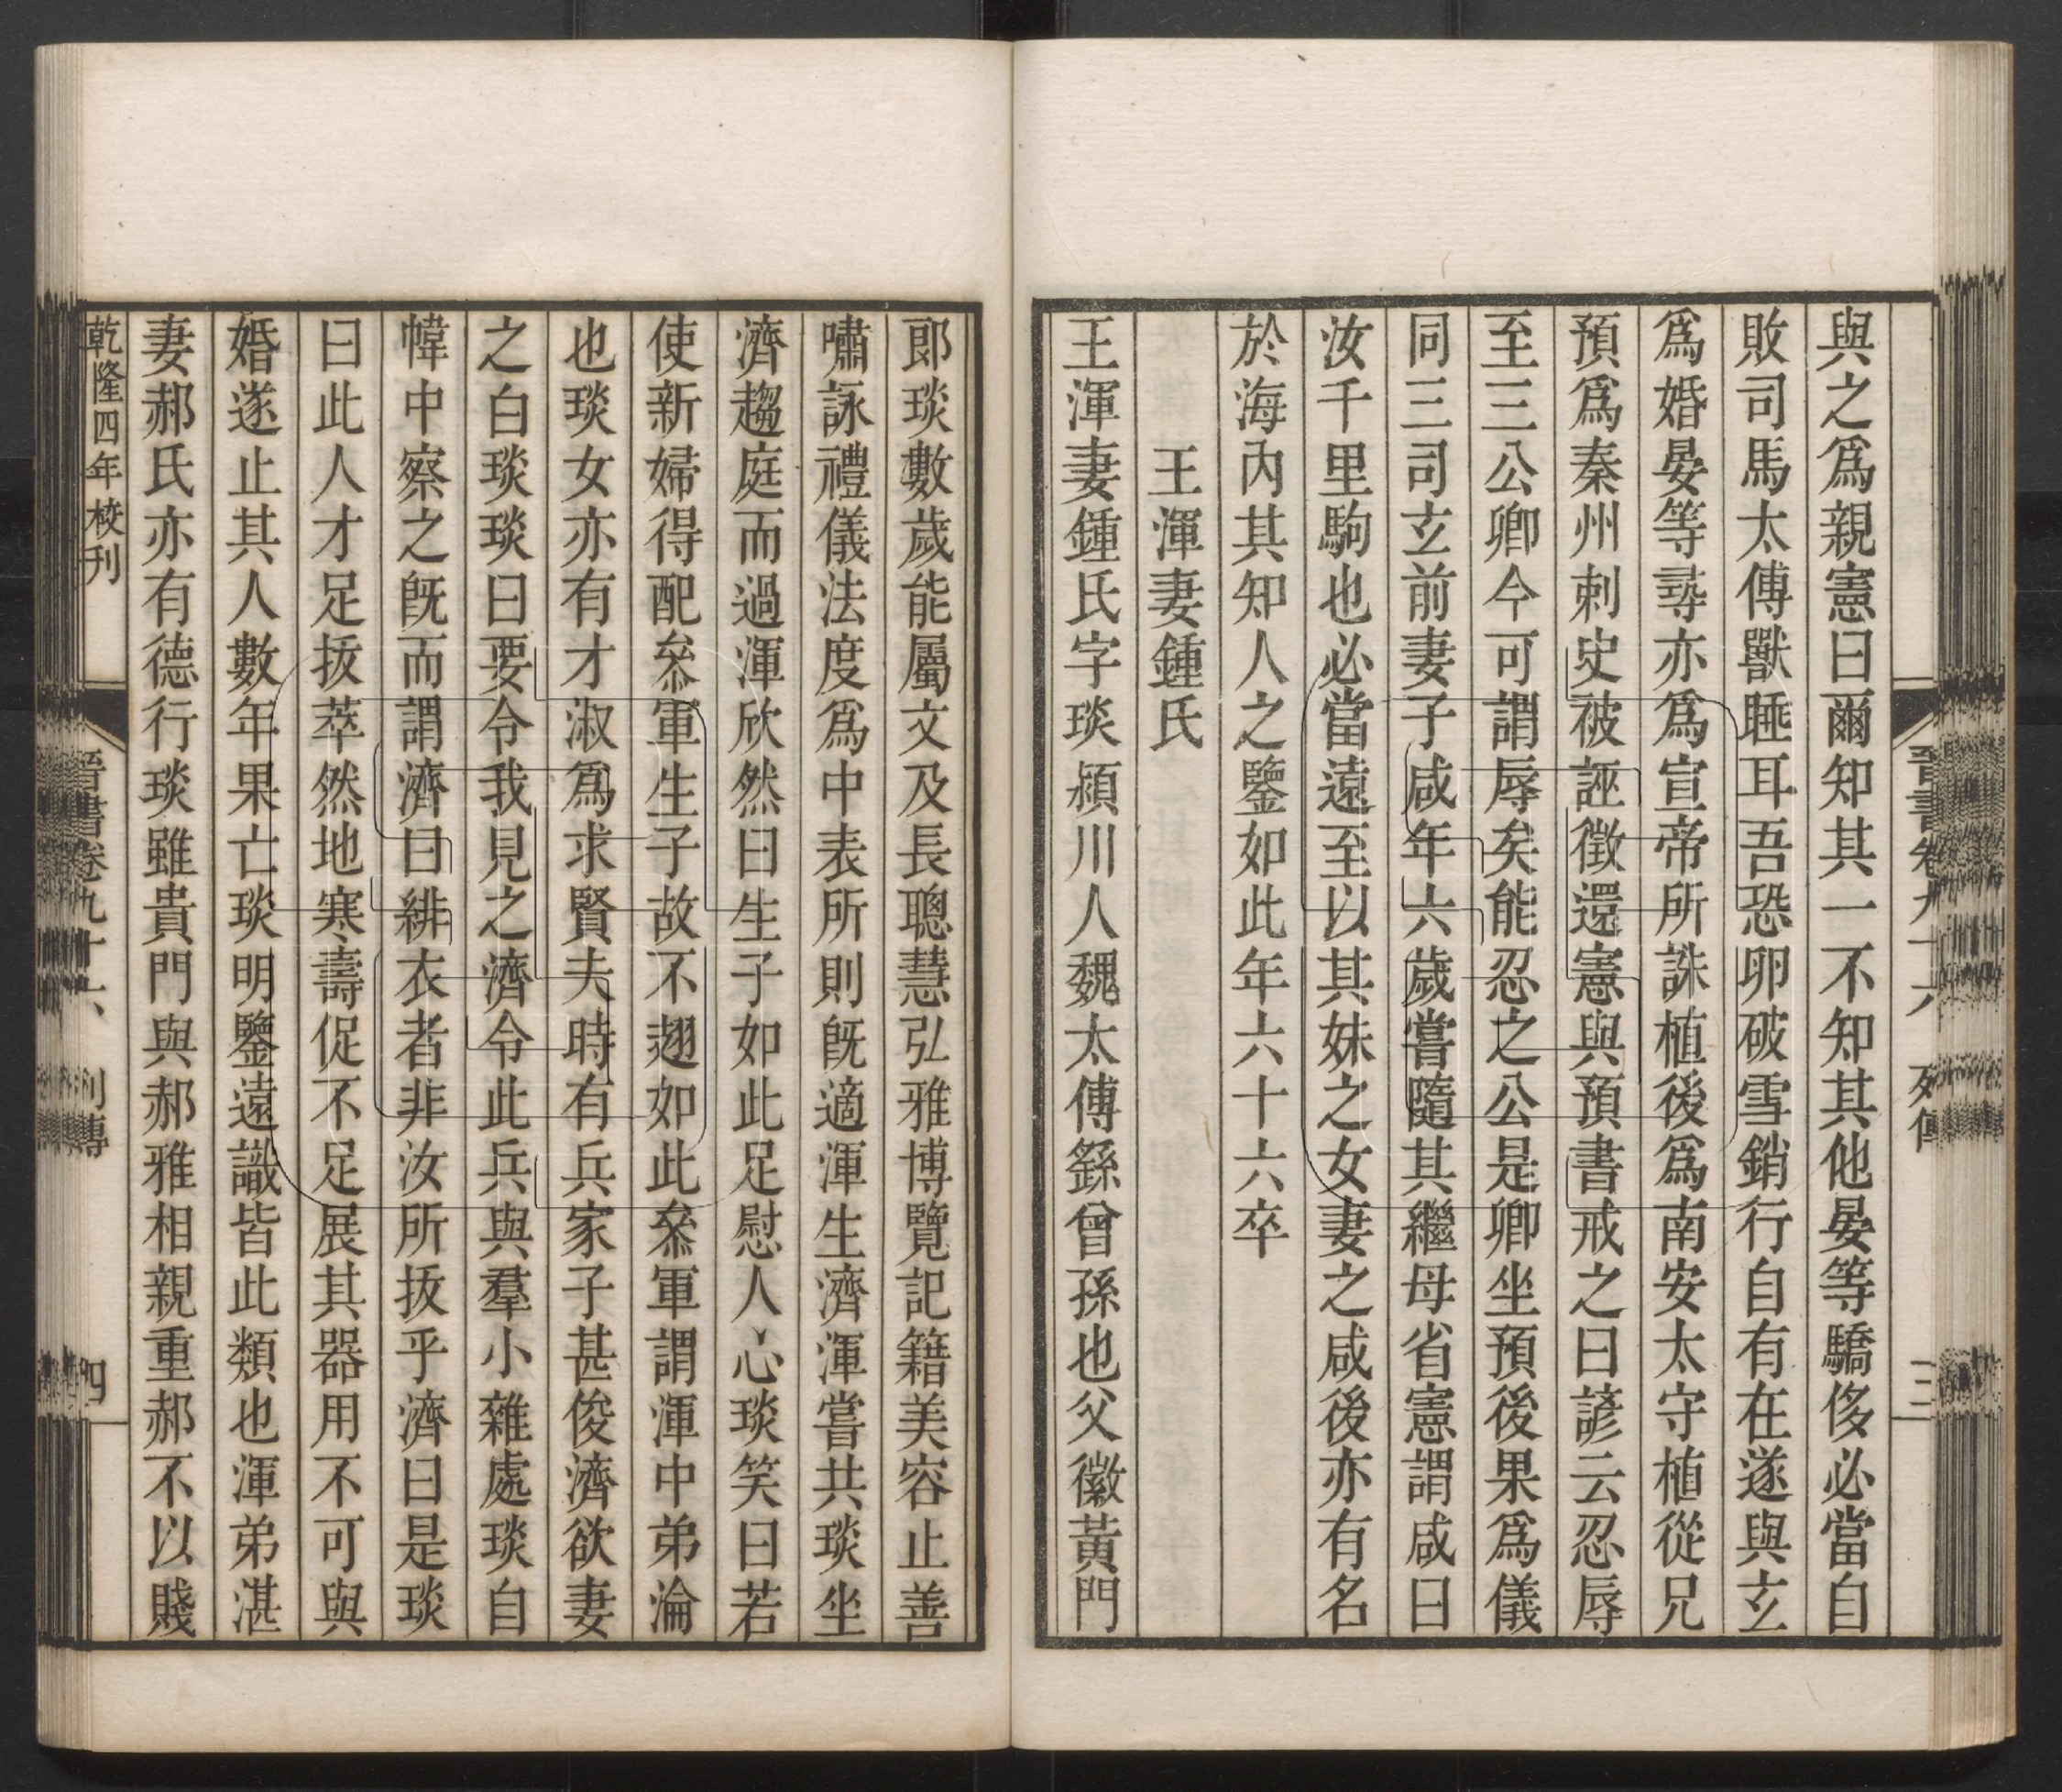 與之爲親憲曰爾知其一不知其他晏等驕侈必當自
敗司馬太傅獸睡耳吾恐卵破雪銷行自有在遂與玄
爲婚晏等尋亦爲宣帝所誅植後爲南安太守植從兄
預爲秦州刺史被誣徵還憲與預書戒之曰諺云忍辱
至三公卿今可謂辱矣能忍之公是卿坐預後果爲儀
同三司玄前妻子咸年六歲嘗隨其繼母省憲謂咸曰
汝千里駒也必當遠至以其妹之女妻之咸後亦有名
於海內其知人之鑒如此年六十六卒
王渾妻鍾氏
王渾妻鍾氏字琰潁川人魏太傅繇曾孫也父徽黃門
晉書卷九十六 列傳 三
郎琰數歲能屬文及長聰慧弘雅博覽記籍美容止善
嘯詠禮儀法度爲中表所則旣適渾生濟渾嘗共琰坐
濟趨庭而過渾欣然曰生子如此足慰人心琰笑曰若
使新婦得配叅軍生子故不翅如此叅軍謂渾中弟淪
也琰女亦有才淑爲求賢夫時有兵家子甚俊濟欲妻
之白琰琰曰要令我見之濟令此兵與羣小雜處琰自
幃中察之旣而謂濟曰緋衣者非汝所拔乎濟曰是琰
曰此人才足拔萃然地寒壽促不足展其器用不可與
婚遂止其人數年果亡琰明鑒遠識皆此類也渾弟湛
妻郝氏亦有德行琰雖貴門與郝雅相親重郝不以賤
乾隆四年校刊
晉書卷九十六 列傳 四